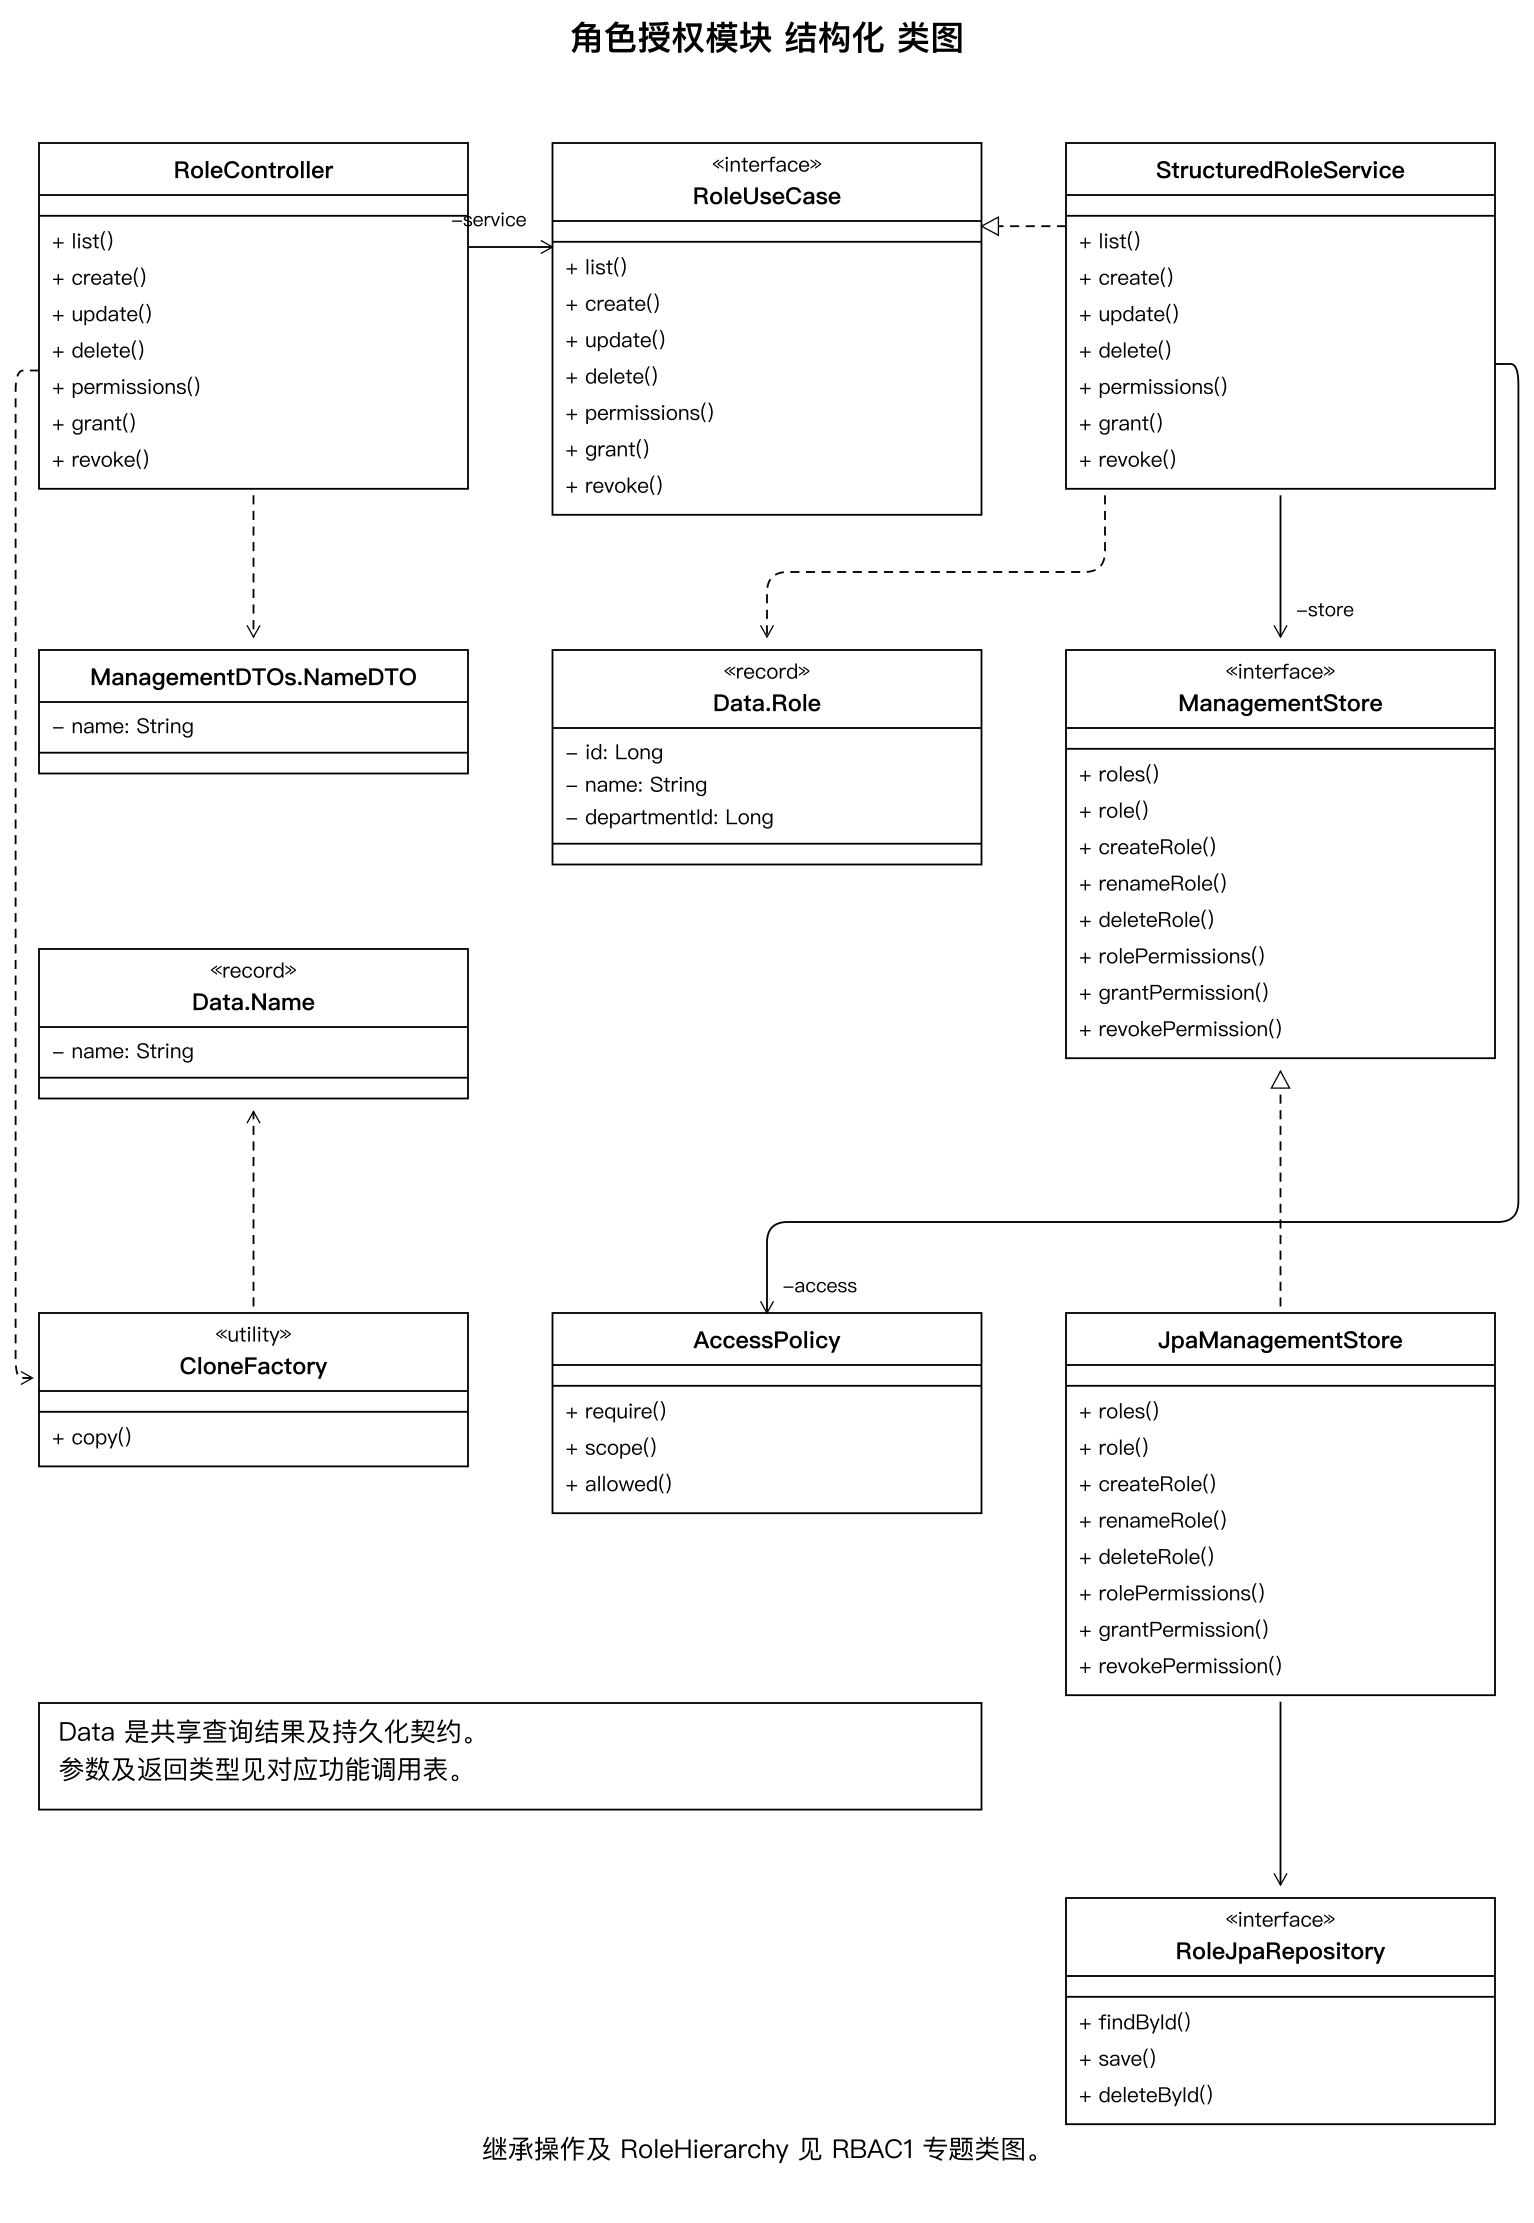 角色授权模块 结构化 类图
RoleController
+ list()
+ create()
+ update()
+ delete()
+ permissions()
+ grant()
+ revoke()
–service
«interface»
RoleUseCase
+ list()
+ create()
+ update()
+ delete()
+ permissions()
+ grant()
+ revoke()
StructuredRoleService
+ list()
+ create()
+ update()
+ delete()
+ permissions()
+ grant()
+ revoke()
–store
ManagementDTOs.NameDTO
– name: String
«record»
Data.Role
– id: Long
– name: String
– departmentId: Long
«interface»
ManagementStore
+ roles()
+ role()
+ createRole()
+ renameRole()
+ deleteRole()
+ rolePermissions()
+ grantPermission()
+ revokePermission()
«record»
Data.Name
– name: String
–access
«utility»
CloneFactory
+ copy()
AccessPolicy
+ require()
+ scope()
+ allowed()
JpaManagementStore
+ roles()
+ role()
+ createRole()
+ renameRole()
+ deleteRole()
+ rolePermissions()
+ grantPermission()
+ revokePermission()
Data 是共享查询结果及持久化契约。
参数及返回类型见对应功能调用表。
«interface»
RoleJpaRepository
+ findById()
+ save()
+ deleteById()
继承操作及 RoleHierarchy 见 RBAC1 专题类图。